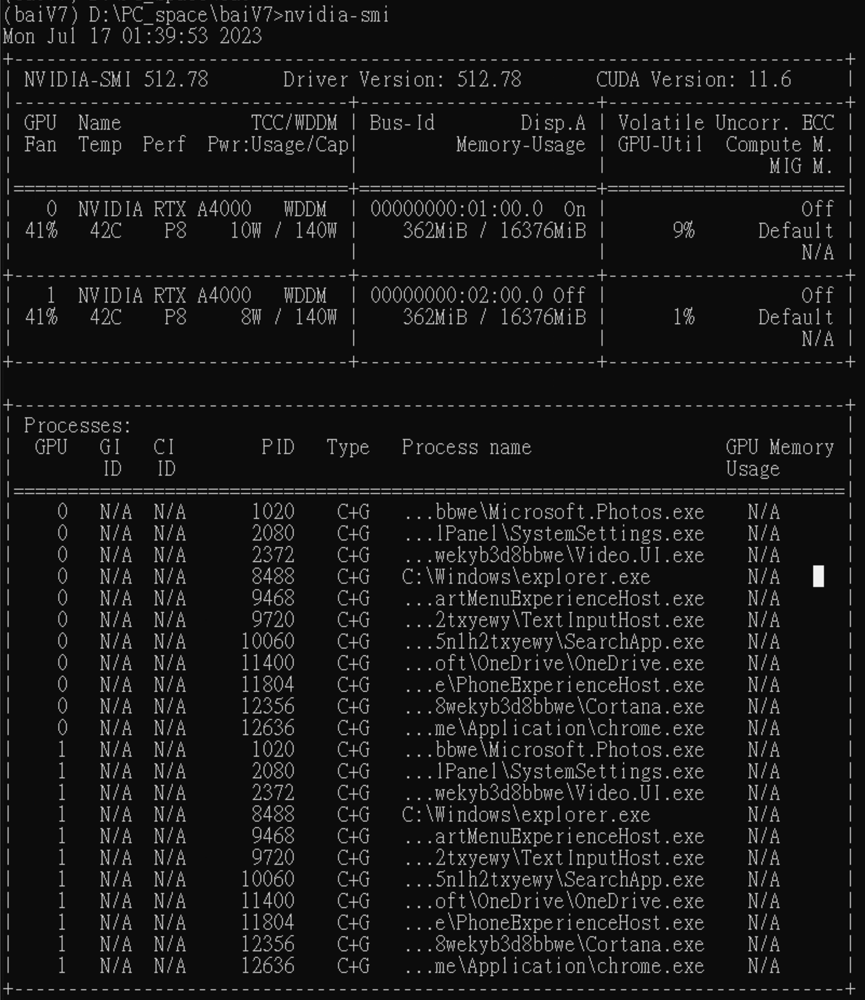 (baiV7) D:\PC_space\baiV7>nvidia-smi
Mon Jul 17 01:39:53 2023
+-----------------------------------------------------------------------------+
| NVIDIA-SMI 512.78       Driver Version: 512.78       CUDA Version: 11.6     |
|-------------------------------+----------------------+----------------------+
| GPU  Name            TCC/WDDM | Bus-Id        Disp.A | Volatile Uncorr. ECC |
| Fan  Temp  Perf  Pwr:Usage/Cap|         Memory-Usage | GPU-Util  Compute M. |
|                               |                      |               MIG M. |
|===============================+======================+======================|
|   0  NVIDIA RTX A4000   WDDM  | 00000000:01:00.0  On |                  Off |
| 41%   42C    P8    10W / 140W |    362MiB / 16376MiB |      9%      Default |
|                               |                      |                  N/A |
+-------------------------------+----------------------+----------------------+
|   1  NVIDIA RTX A4000   WDDM  | 00000000:02:00.0 Off |                  Off |
| 41%   42C    P8     8W / 140W |    362MiB / 16376MiB |      1%      Default |
|                               |                      |                  N/A |
+-------------------------------+----------------------+----------------------+
+-----------------------------------------------------------------------------+
| Processes:                                                                  |
|  GPU   GI   CI        PID   Type   Process name                  GPU Memory |
|        ID   ID                                                   Usage      |
|=============================================================================|
|    0   N/A  N/A      1020    C+G   ...bbwe\Microsoft.Photos.exe    N/A      |
|    0   N/A  N/A      2080    C+G   ...lPanel\SystemSettings.exe    N/A      |
|    0   N/A  N/A      2372    C+G   ...wekyb3d8bbwe\Video.UI.exe    N/A      |
|    0   N/A  N/A      8488    C+G   C:\Windows\explorer.exe         N/A      |
|    0   N/A  N/A      9468    C+G   ...artMenuExperienceHost.exe    N/A      |
|    0   N/A  N/A      9720    C+G   ...2txyewy\TextInputHost.exe    N/A      |
|    0   N/A  N/A     10060    C+G   ...5n1h2txyewy\SearchApp.exe    N/A      |
|    0   N/A  N/A     11400    C+G   ...oft\OneDrive\OneDrive.exe    N/A      |
|    0   N/A  N/A     11804    C+G   ...e\PhoneExperienceHost.exe    N/A      |
|    0   N/A  N/A     12356    C+G   ...8wekyb3d8bbwe\Cortana.exe    N/A      |
|    0   N/A  N/A     12636    C+G   ...me\Application\chrome.exe    N/A      |
|    1   N/A  N/A      1020    C+G   ...bbwe\Microsoft.Photos.exe    N/A      |
|    1   N/A  N/A      2080    C+G   ...lPanel\SystemSettings.exe    N/A      |
|    1   N/A  N/A      2372    C+G   ...wekyb3d8bbwe\Video.UI.exe    N/A      |
|    1   N/A  N/A      8488    C+G   C:\Windows\explorer.exe         N/A      |
|    1   N/A  N/A      9468    C+G   ...artMenuExperienceHost.exe    N/A      |
|    1   N/A  N/A      9720    C+G   ...2txyewy\TextInputHost.exe    N/A      |
|    1   N/A  N/A     10060    C+G   ...5n1h2txyewy\SearchApp.exe    N/A      |
|    1   N/A  N/A     11400    C+G   ...oft\OneDrive\OneDrive.exe    N/A      |
|    1   N/A  N/A     11804    C+G   ...e\PhoneExperienceHost.exe    N/A      |
|    1   N/A  N/A     12356    C+G   ...8wekyb3d8bbwe\Cortana.exe    N/A      |
|    1   N/A  N/A     12636    C+G   ...me\Application\chrome.exe    N/A      |
+-----------------------------------------------------------------------------+